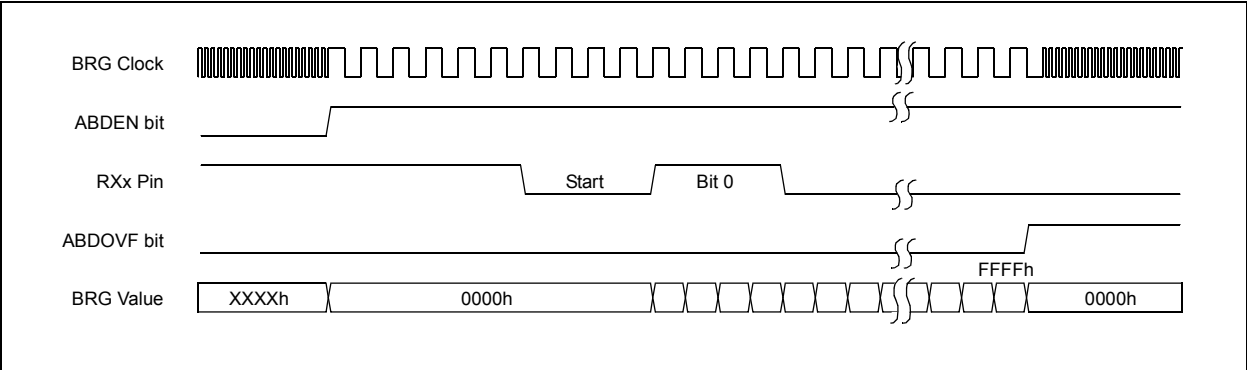 BRG Clock
ABDEN bit
RXx Pin
Start
Bit 0
ABDOVF bit
FFFFh
BRG Value
XXXXh
0000h
0000h